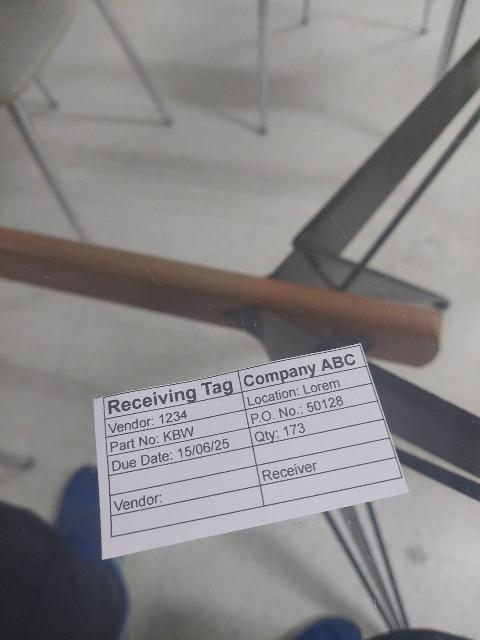 Receiving Tag Company ABC
Vendor: 1234 Location: Lorem
Part No: KBW P.O. No.: 50128
Due Date: 15/06/25 Qty: 173
Vendor: Receiver